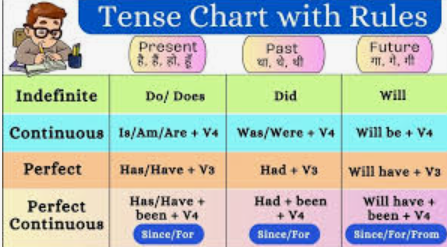 Tense Chart with Rules
Present Past Future
है, हैं, हो, हूँ था, थे, थी गा, गे, गी
Indefinite Do/ Does Did Will
Continuous Is/Am/Are + V4 Was/Were + V4 Will be + V4
Perfect Has/Have + V3 Had + V3 Will have + V3
Perfect Has/Have + Had + been Will have +
Continuous been + V4 + V4 been + V4
Since/For Since/For Since/For/From